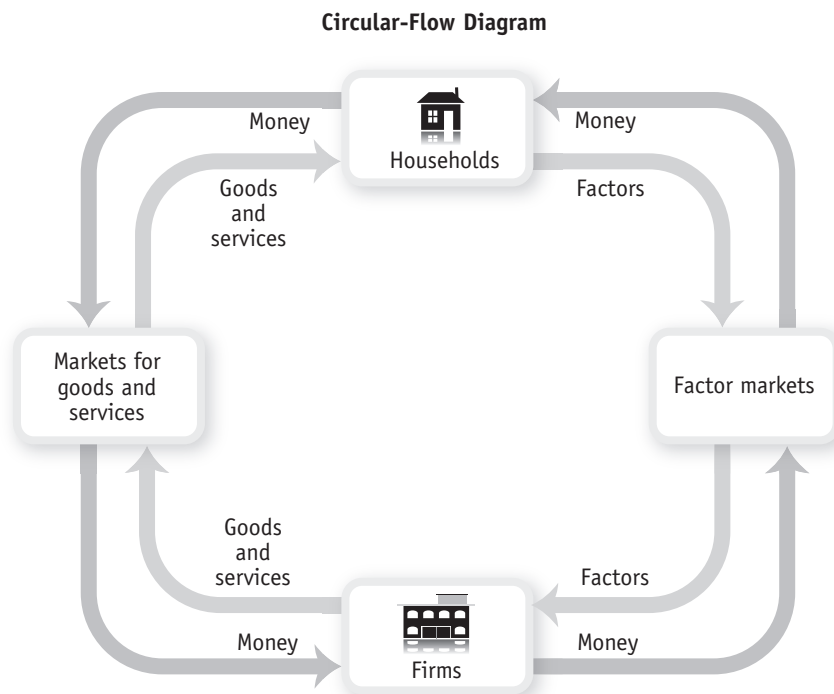 Circular-Flow Diagram
Households
Money
Money
Goods
and
services
Factors
Markets for
goods and
services
Factor markets
Goods
and
services
Factors
Money
Money
Firms